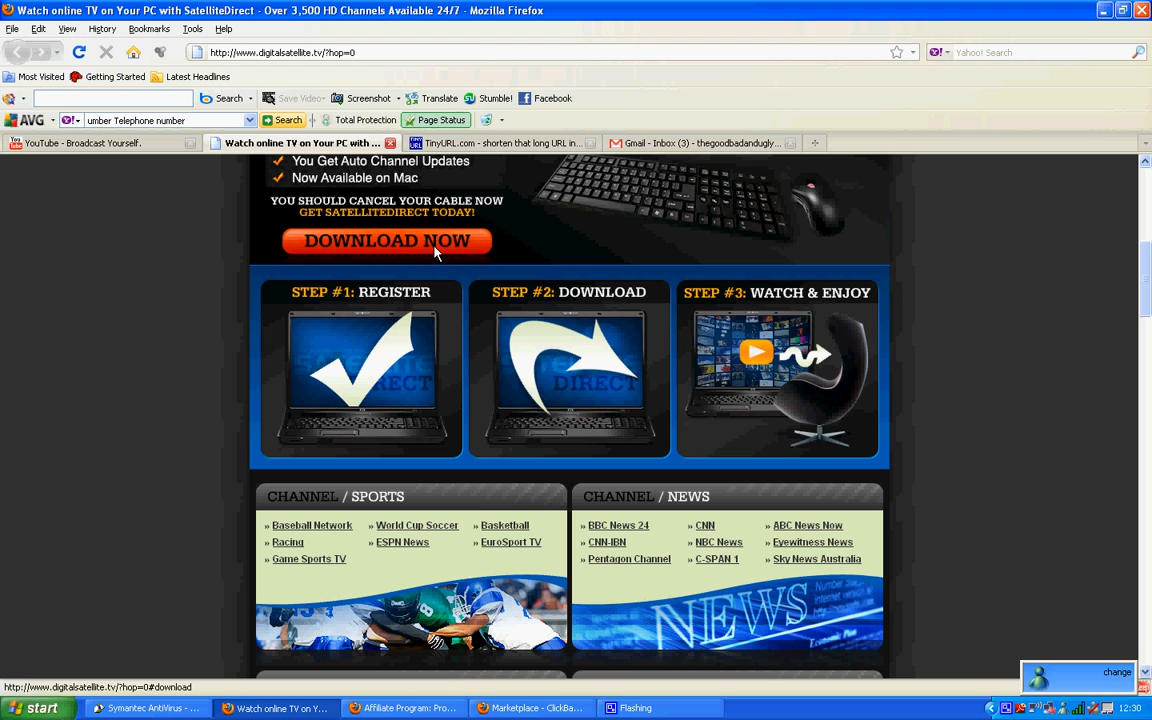 Watch online TV on Your PC with SatelliteDirect - Over 3,500 HD Channels Available 24/7 - Mozilla Firefox
File Edit View History Bookmarks Tools Help
http://www.digitalsatellite.tv/?hop=0 Yahoo! Search
Most Visited Getting Started Latest Headlines
Search Save Video Screenshot Translate Stumble! Facebook
AVG umber Telephone number Search Total Protection Page Status
YouTube - Broadcast Yourself. Watch online TV on Your PC with ... TinyURL.com - shorten that long URL in... Gmail - Inbox (3) - thegoodbadandugly...
You Get Auto Channel Updates
Now Available on Mac
YOU SHOULD CANCEL YOUR CABLE NOW
GET SATELLITEDIRECT TODAY!
DOWNLOAD NOW
STEP #1: REGISTER STEP #2: DOWNLOAD STEP #3: WATCH & ENJOY
DIRECT DIRECT
CHANNEL / SPORTS CHANNEL / NEWS
» Baseball Network » World Cup Soccer » Basketball » BBC News 24 » CNN » ABC News Now
» Racing » ESPN News » EuroSport TV » CNN-IBN » NBC News » Eyewitness News
» Game Sports TV » Pentagon Channel » C-SPAN 1 » Sky News Australia
8
NEWS
change
http://www.digitalsatellite.tv/?hop=0#download
start Symantec AntiVirus - ... Watch online TV on Y... Affiliate Program: Pro... Marketplace - ClickBa... Flashing 12:30